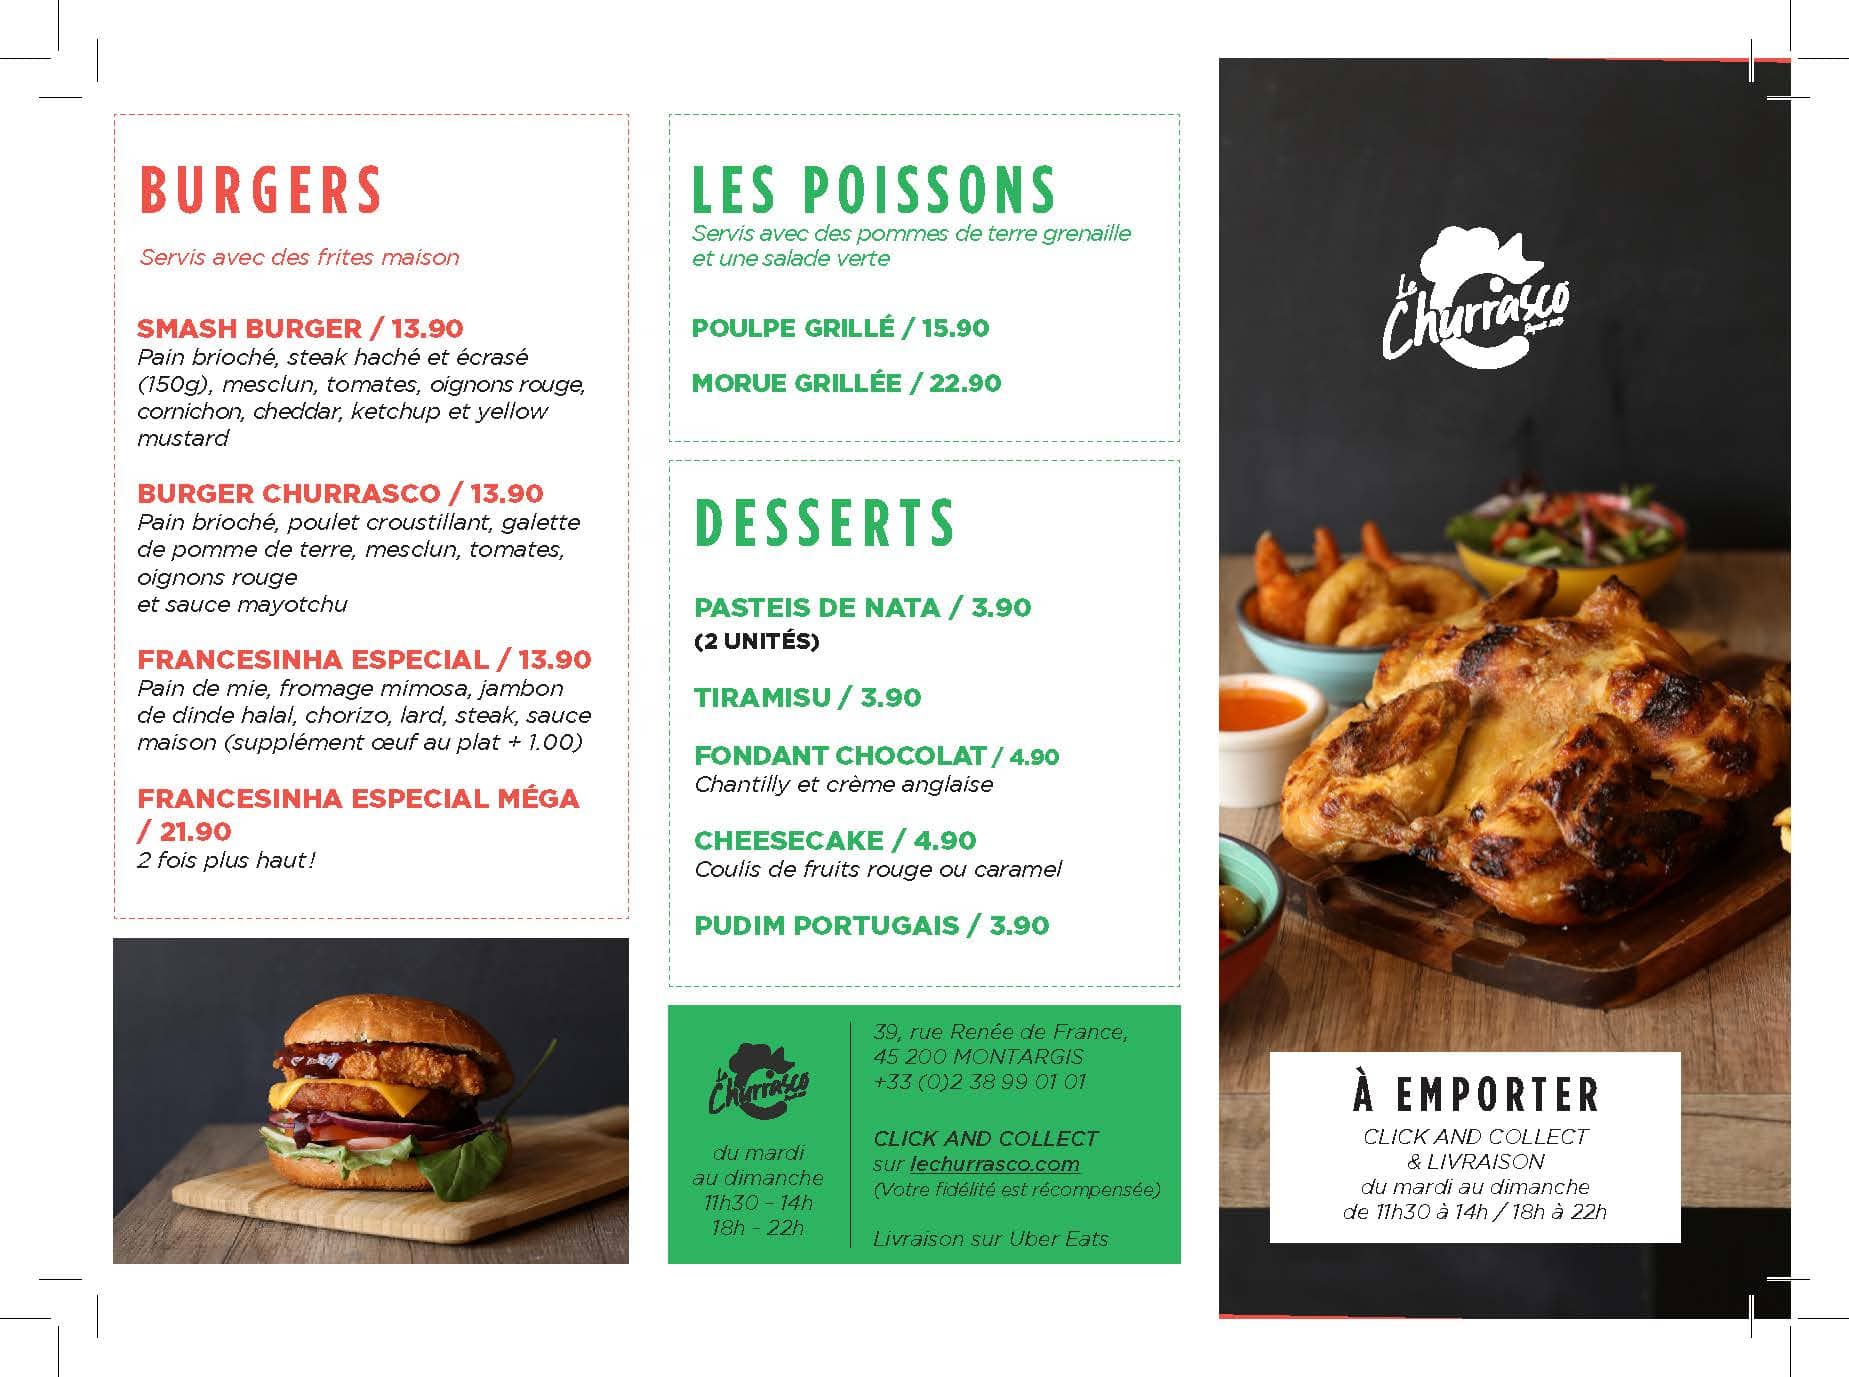 BURGERS
Servis avec des frites maison
SMASH BURGER / 13.90
Pain brioché, steak haché et écrasé
(150g), mesclun, tomates, oignons rouge,
cornichon, cheddar, ketchup et yellow
mustard
BURGER CHURRASCO / 13.90
Pain brioché, poulet croustillant, galette
de pomme de terre, mesclun, tomates,
oignons rouge
et sauce mayotchu
FRANCESINHA ESPECIAL / 13.90
Pain de mie, fromage mimosa, jambon
de dinde halal, chorizo, lard, steak, sauce
maison (supplément œuf au plat + 1.00)
FRANCESINHA ESPECIAL MÉGA
/ 21.90
2 fois plus haut!
LES POISSONS
Servis avec des pommes de terre grenaille
et une salade verte
POULPE GRILLÉ / 15.90
MORUE GRILLÉE / 22.90
DESSERTS
PASTEIS DE NATA / 3.90
(2 UNITÉS)
TIRAMISU / 3.90
FONDANT CHOCOLAT / 4.90
Chantilly et crème anglaise
CHEESECAKE / 4.90
Coulis de fruits rouge ou caramel
PUDIM PORTUGAIS / 3.90
Le
Churrasco
du mardi
au dimanche
11h30 - 14h
18h - 22h
39, rue Renée de France,
45 200 MONTARGIS
+33 (0)2 38 99 01 01
CLICK AND COLLECT
sur lechurrasco.com
(Votre fidélité est récompensée)
Livraison sur Uber Eats
Le
Churrasco
À EMPORTER
CLICK AND COLLECT
& LIVRAISON
du mardi au dimanche
de 11h30 à 14h / 18h à 22h